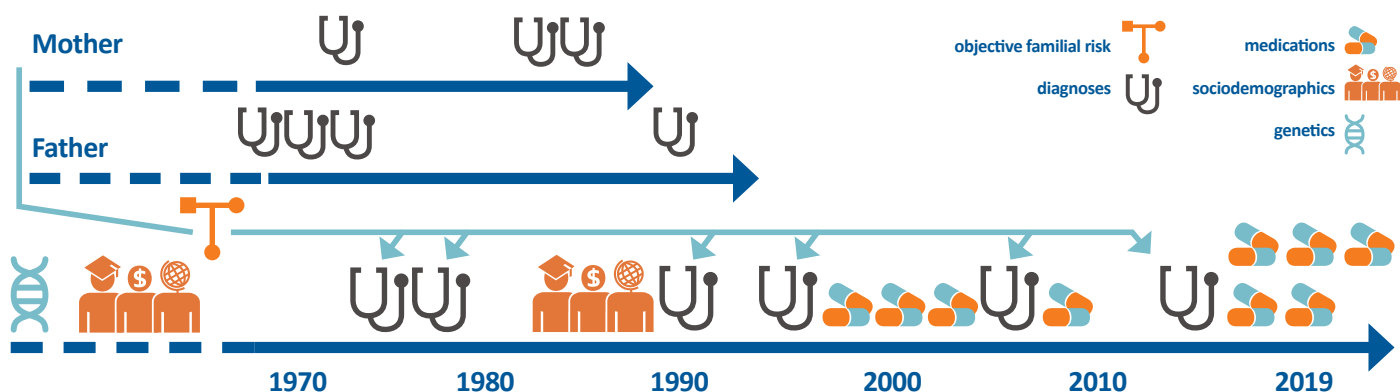 Mother
Father
objective familial risk
diagnoses
medications
sociodemographics
genetics
$
$
$
1970
1980
1990
2000
2010
2019